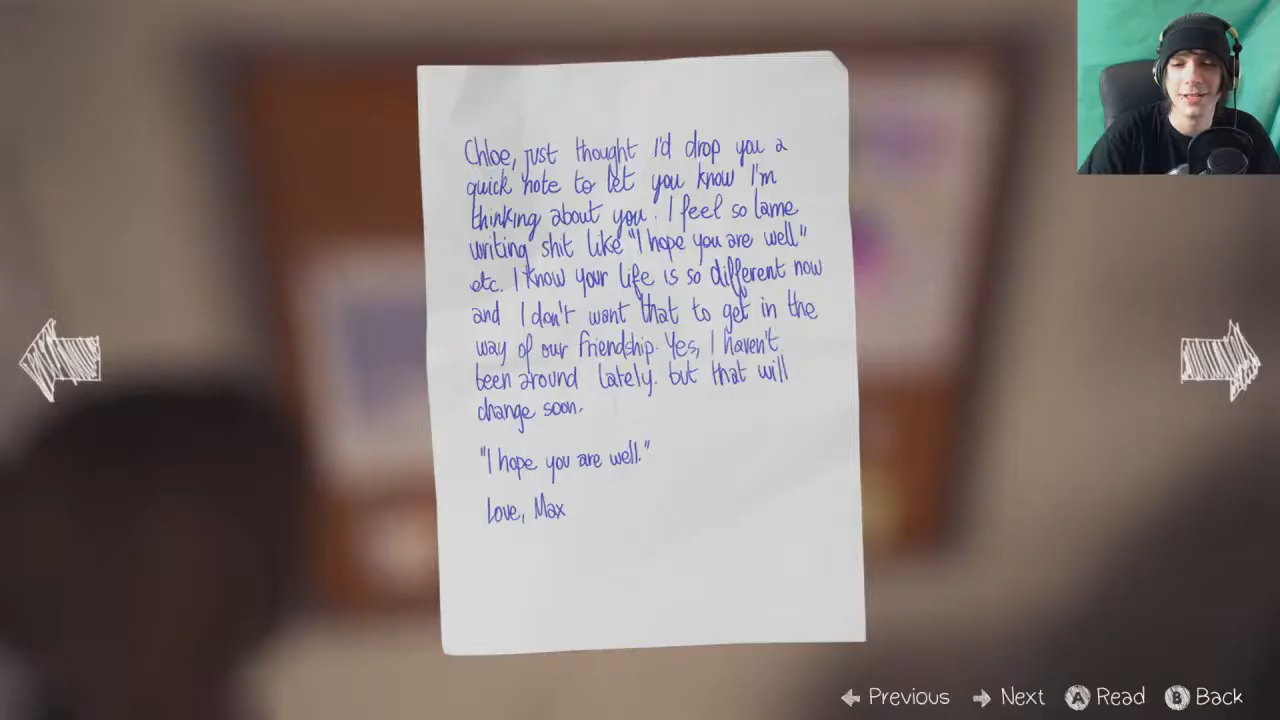 Chloe, just thought I'd drop you a
quick note to let you know I'm
thinking about you. I feel so lame
writing shit like "I hope you are well"
etc. I know your life is so different now
and I don't want that to get in the
way of our friendship. Yes, I haven't
been around lately. but that will
change soon.
"I hope you are well."
Love, Max
Previous Next A Read B Back